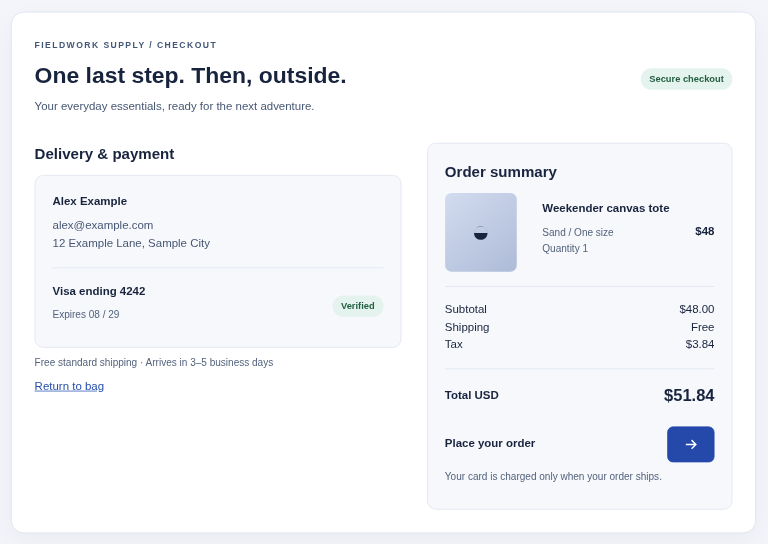 FIELDWORK SUPPLY / CHECKOUT
One last step. Then, outside.
Your everyday essentials, ready for the next adventure.
Secure checkout
Delivery & payment
Alex Example
alex@example.com
12 Example Lane, Sample City
Visa ending 4242
Expires 08 / 29
Verified
Free standard shipping · Arrives in 3–5 business days
Return to bag
Order summary
Weekender canvas tote
Sand / One size
Quantity 1
$48
Subtotal $48.00
Shipping Free
Tax $3.84
Total USD $51.84
Place your order
Your card is charged only when your order ships.